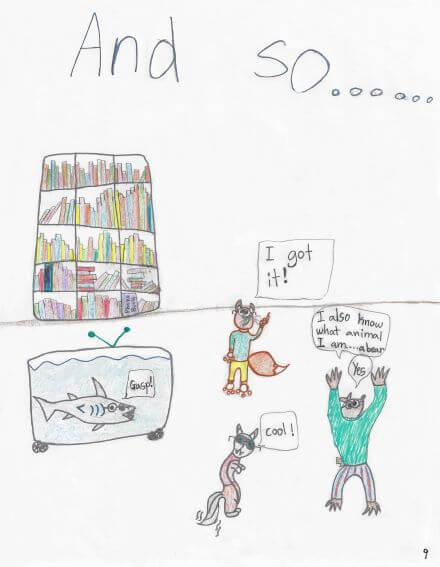 And so..........
I got
it!
I also know
what animal
I am...a bear
Yes
Gasp!
cool!
9